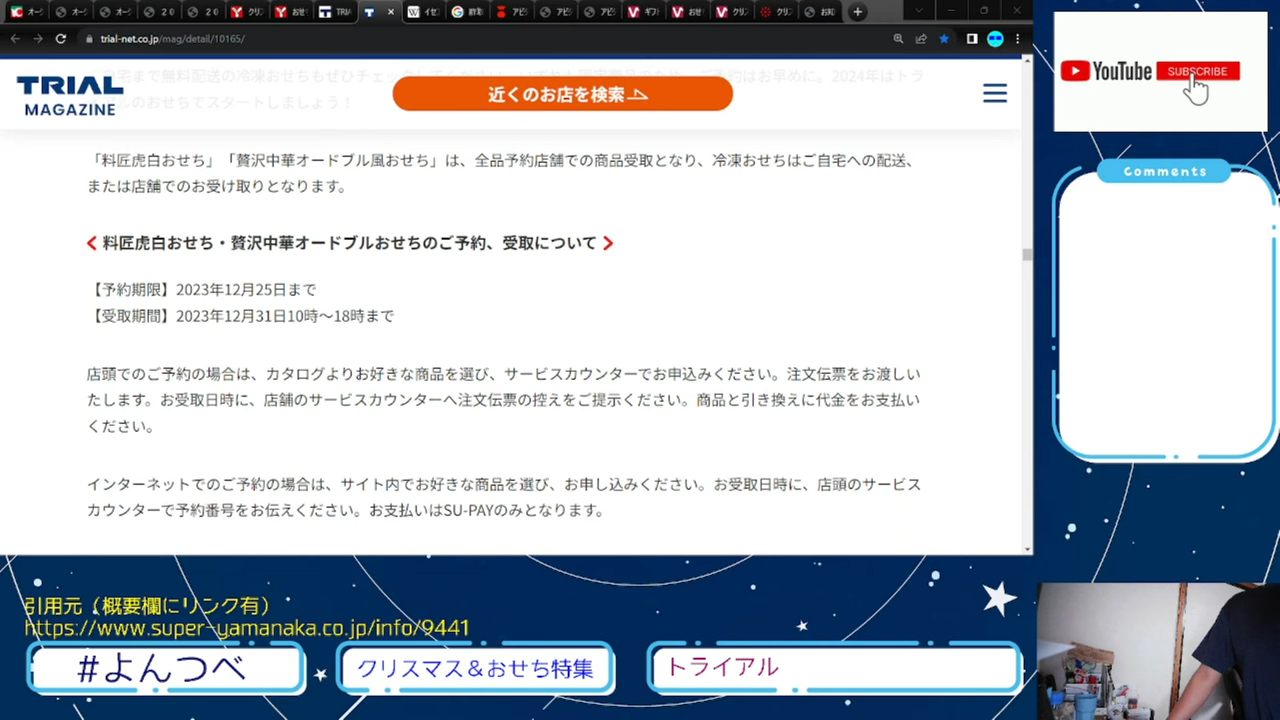 trial-net.co.jp/mag/detail/10165/
TRIAL
MAGAZINE
近くのお店を検索
「料匠虎白おせち」「贅沢中華オードブル風おせち」は、全品予約店舗での商品受取となり、冷凍おせちはご自宅への配送、
または店舗でのお受け取りとなります。
料匠虎白おせち・贅沢中華オードブルおせちのご予約、受取について
【予約期限】2023年12月25日まで
【受取期間】2023年12月31日10時～18時まで
店頭でのご予約の場合は、カタログよりお好きな商品を選び、サービスカウンターでお申込みください。注文伝票をお渡しい
たします。お受取日時に、店舗のサービスカウンターへ注文伝票の控えをご提示ください。商品と引き換えに代金をお支払い
ください。
インターネットでのご予約の場合は、サイト内でお好きな商品を選び、お申し込みください。お受取日時に、店頭のサービス
カウンターで予約番号をお伝えください。お支払いはSU-PAYのみとなります。
YouTube SUBSCRIBE
Comments
引用元（概要欄にリンク有）
https://www.super-yamanaka.co.jp/info/9441
#よんつべ
クリスマス＆おせち特集
トライアル